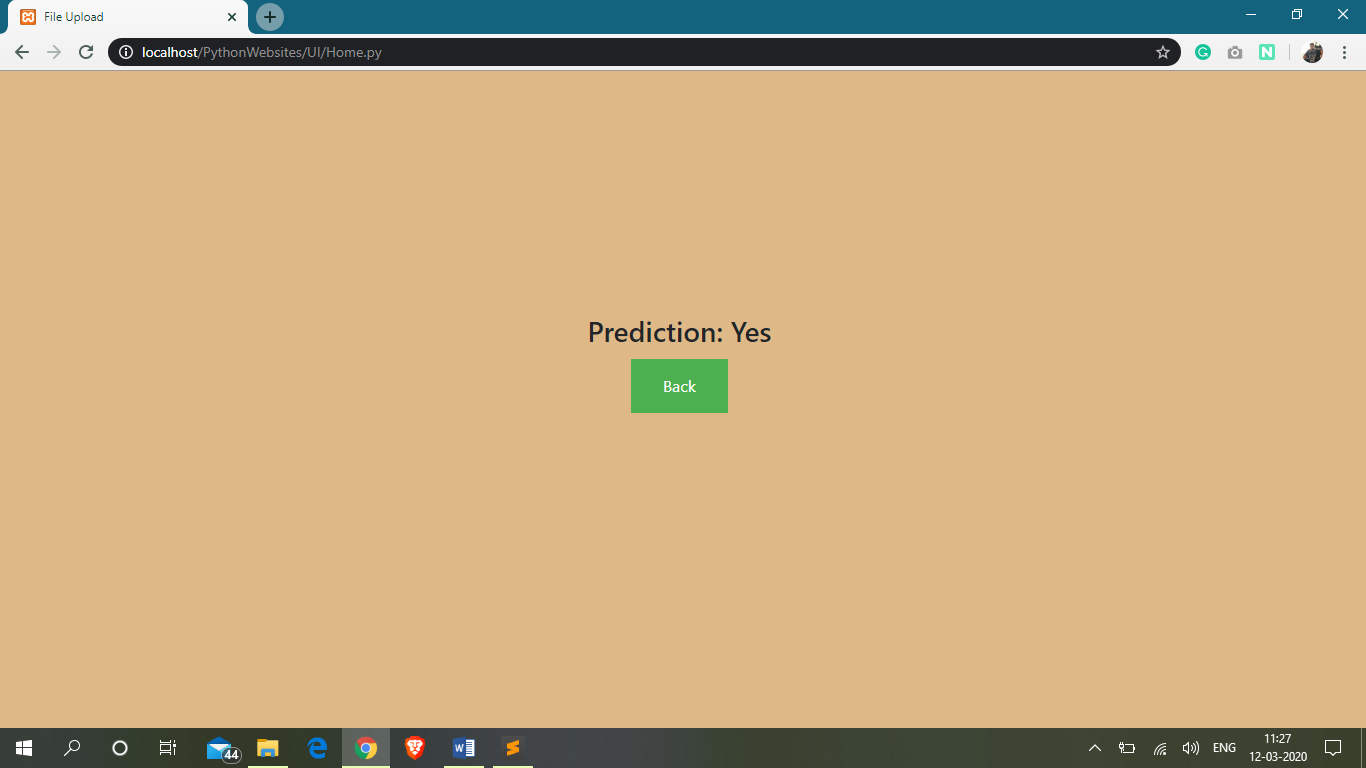 File Upload
localhost/PythonWebsites/UI/Home.py
Prediction: Yes
Back
44
ENG
11:27
12-03-2020